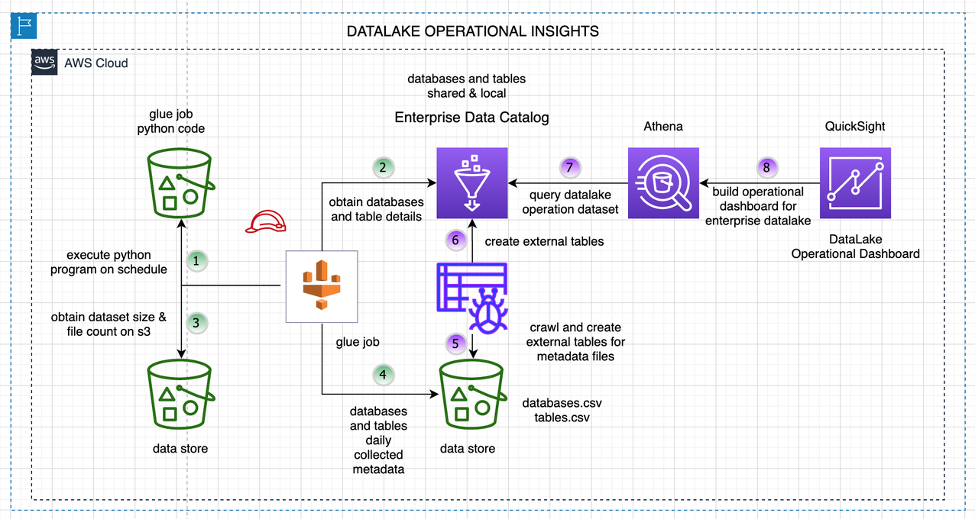 DATALAKE OPERATIONAL INSIGHTS
aws
AWS Cloud
databases and tables
shared & local
Enterprise Data Catalog
glue job
python code
Athena
QuickSight
2
obtain databases
and table details
7
query datalake
operation dataset
8
build operational
dashboard for
enterprise datalake
DataLake
Operational Dashboard
execute python
program on schedule
1
6
create external tables
obtain dataset size &
file count on s3
3
glue job
5
crawl and create
external tables for
metadata files
4
databases
and tables
daily
collected
metadata
databases.csv
tables.csv
data store
data store